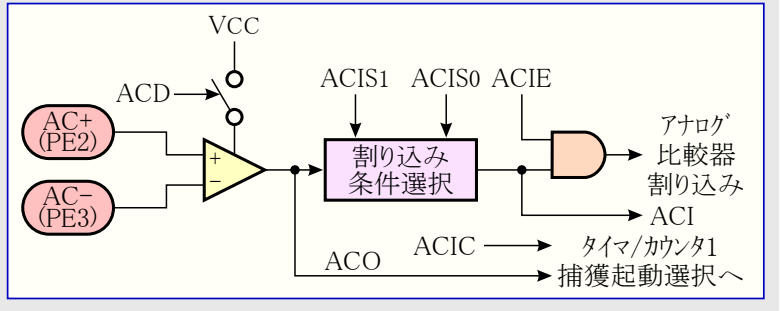 VCC
ACD
ACIS1
ACIS0
ACIE
AC+
(PE2)
AC-
(PE3)
+
−
割り込み
条件選択
アナログ
比較器
割り込み
ACI
ACIC
タイマ/カウンタ1
ACO
捕獲起動選択へ